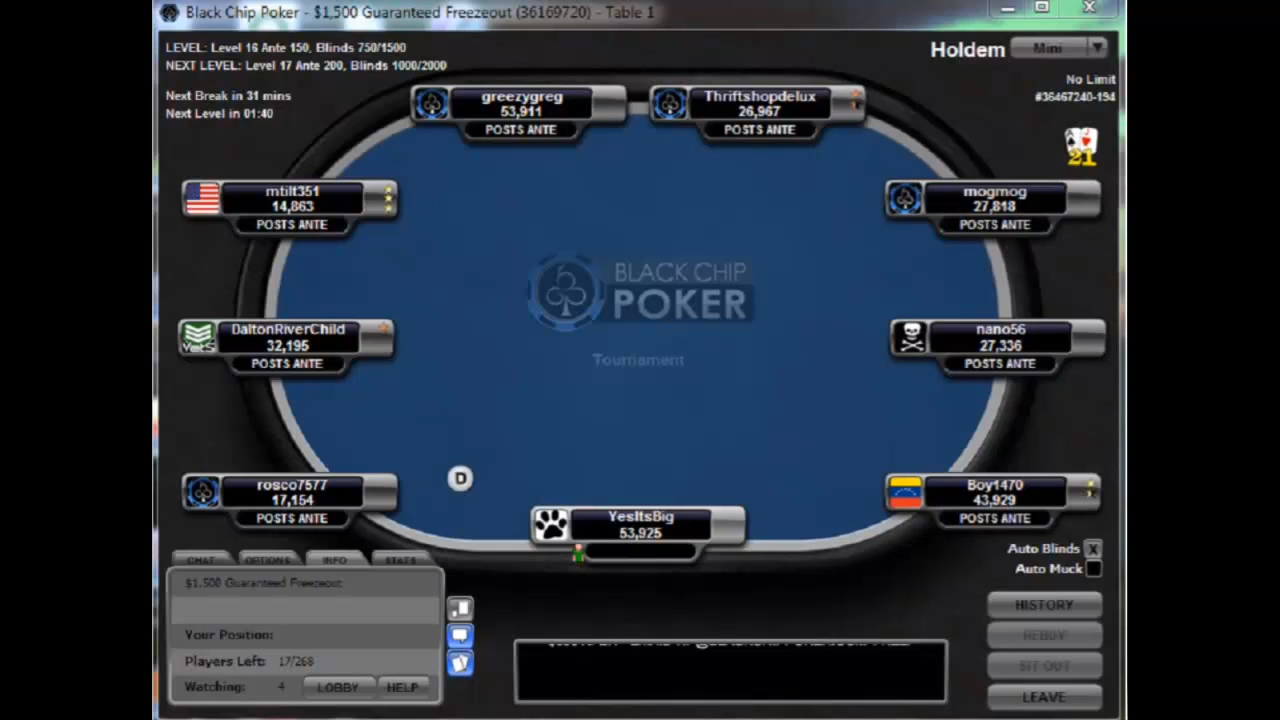 Black Chip Poker - $1,500 Guaranteed Freezeout (36169720) - Table 1
LEVEL: Level 16 Ante 150, Blinds 750/1500
NEXT LEVEL: Level 17 Ante 200, Blinds 1000/2000
Next Break in 31 mins
Next Level in 01:40
Holdem
Mini
No Limit
#36467240-194
21
greezygreg
53,911
POSTS ANTE
Thriftshopdelux
26,967
POSTS ANTE
mtilt351
14,863
POSTS ANTE
mogmog
27,818
POSTS ANTE
BLACK CHIP
POKER
Tournament
DaltonRiverChild
32,195
POSTS ANTE
nano56
27,336
POSTS ANTE
rosco7577
17,154
POSTS ANTE
D
YesItsBig
53,925
Boy1470
43,929
POSTS ANTE
Auto Blinds X
Auto Muck
CHAT OPTIONS INFO STATS
$1,500 Guaranteed Freezeout
Your Position:
Players Left: 17/268
Watching: 4
LOBBY HELP
HISTORY
REBUY
SIT OUT
LEAVE